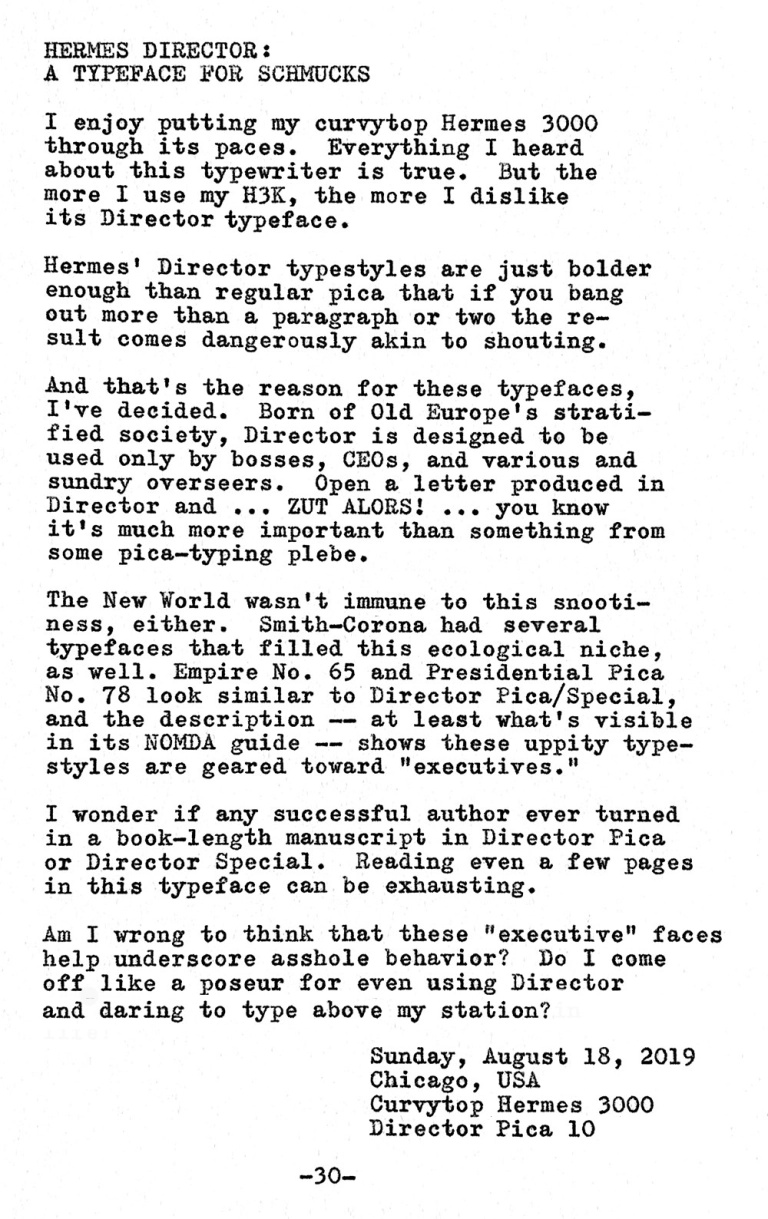 HERMES DIRECTOR:
A TYPEFACE FOR SCHMUCKS
I enjoy putting my curvytop Hermes 3000
through its paces.  Everything I heard
about this typewriter is true.  But the
more I use my H3K, the more I dislike
its Director typeface.
Hermes' Director typestyles are just bolder
enough than regular pica that if you bang
out more than a paragraph or two the re-
sult comes dangerously akin to shouting.
And that's the reason for these typefaces,
I've decided.  Born of Old Europe's strati-
fied society, Director is designed to be
used only by bosses, CEOs, and various and
sundry overseers.  Open a letter produced in
Director and ... ZUT ALORS! ... you know
it's much more important than something from
some pica-typing plebe.
The New World wasn't immune to this snooti-
ness, either.  Smith-Corona had several
typefaces that filled this ecological niche,
as well. Empire No. 65 and Presidential Pica
No. 78 look similar to Director Pica/Special,
and the description -- at least what's visible
in its NOMDA guide -- shows these uppity type-
styles are geared toward "executives."
I wonder if any successful author ever turned
in a book-length manuscript in Director Pica
or Director Special.  Reading even a few pages
in this typeface can be exhausting.
Am I wrong to think that these "executive" faces
help underscore asshole behavior?  Do I come
off like a poseur for even using Director
and daring to type above my station?
Sunday, August 18, 2019
Chicago, USA
Curvytop Hermes 3000
Director Pica 10
-30-